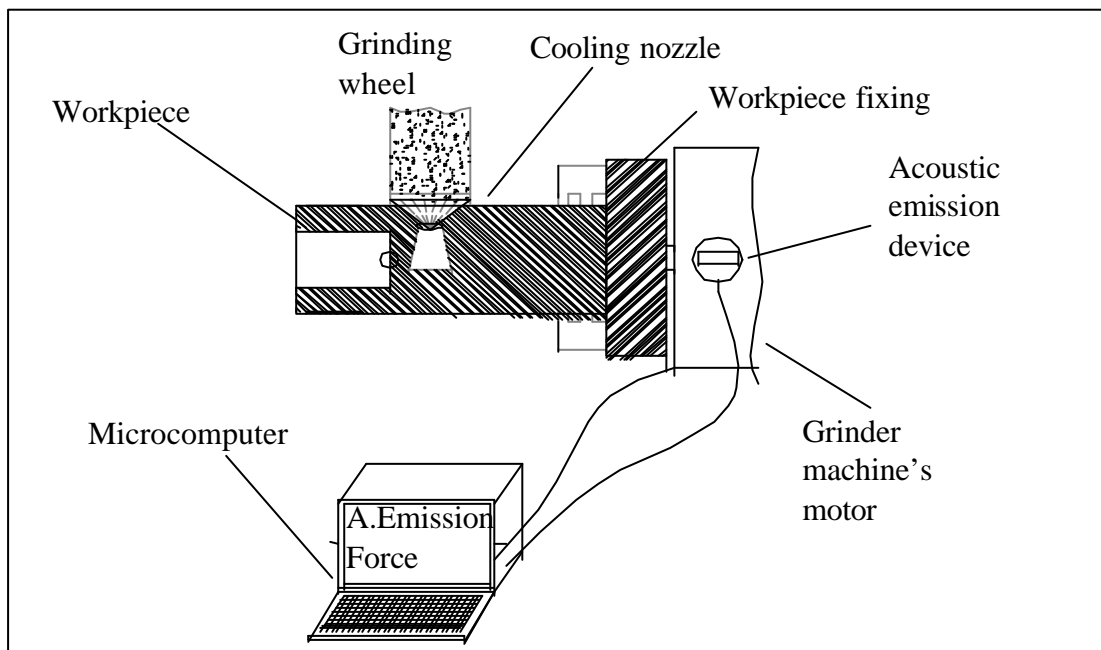 Grinding
wheel
Cooling nozzle
Workpiece
Workpiece fixing
Acoustic
emission
device
Microcomputer
Grinder
machine's
motor
A.Emission
Force